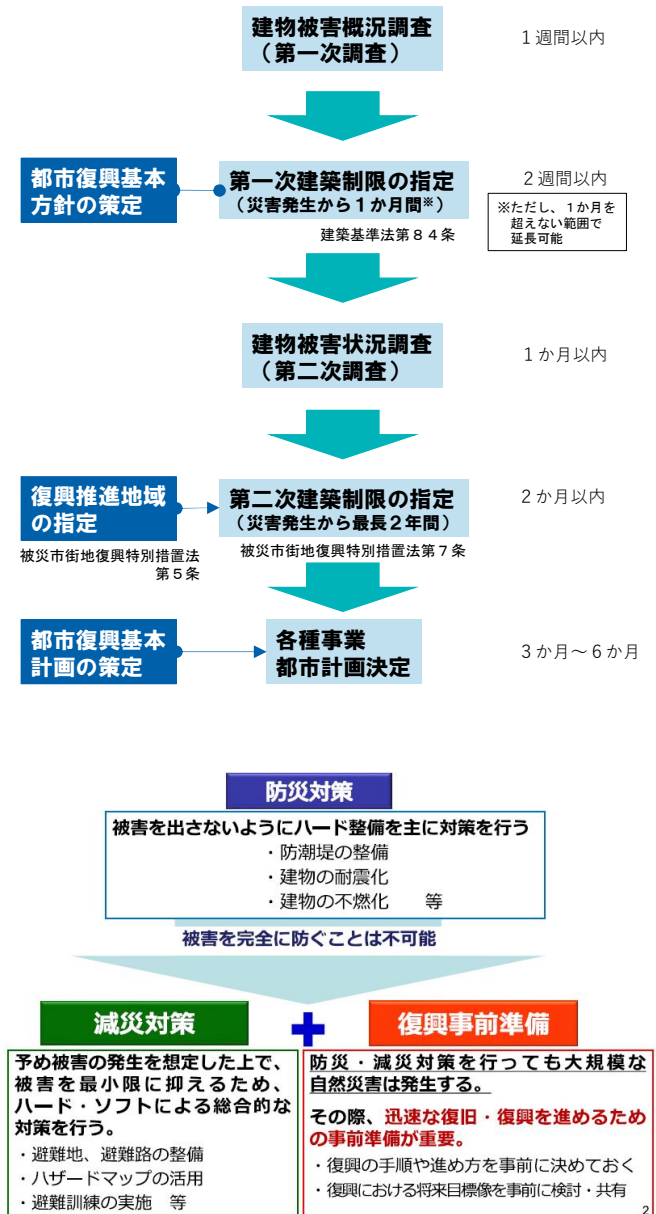 建物被害概況調査
（第一次調査）
１週間以内
都市復興基本
方針の策定
第一次建築制限の指定
（災害発生から１か月間※）
２週間以内
建築基準法第８４条
※ただし、１か月を
超えない範囲で
延長可能
建物被害状況調査
（第二次調査）
１か月以内
復興推進地域
の指定
第二次建築制限の指定
（災害発生から最長２年間）
２か月以内
被災市街地復興特別措置法
第５条
被災市街地復興特別措置法第７条
都市復興基本
計画の策定
各種事業
都市計画決定
３か月～６か月
防災対策
被害を出さないようにハード整備を主に対策を行う
・防潮堤の整備
・建物の耐震化
・建物の不燃化　等
被害を完全に防ぐことは不可能
減災対策
＋
復興事前準備
予め被害の発生を想定した上で、
被害を最小限に抑えるため、
ハード・ソフトによる総合的な
対策を行う。
・避難地、避難路の整備
・ハザードマップの活用
・避難訓練の実施　等
防災・減災対策を行っても大規模な
自然災害は発生する。
その際、迅速な復旧・復興を進めるため
の事前準備が重要。
・復興の手順や進め方を事前に決めておく
・復興における将来目標像を事前に検討・共有
2